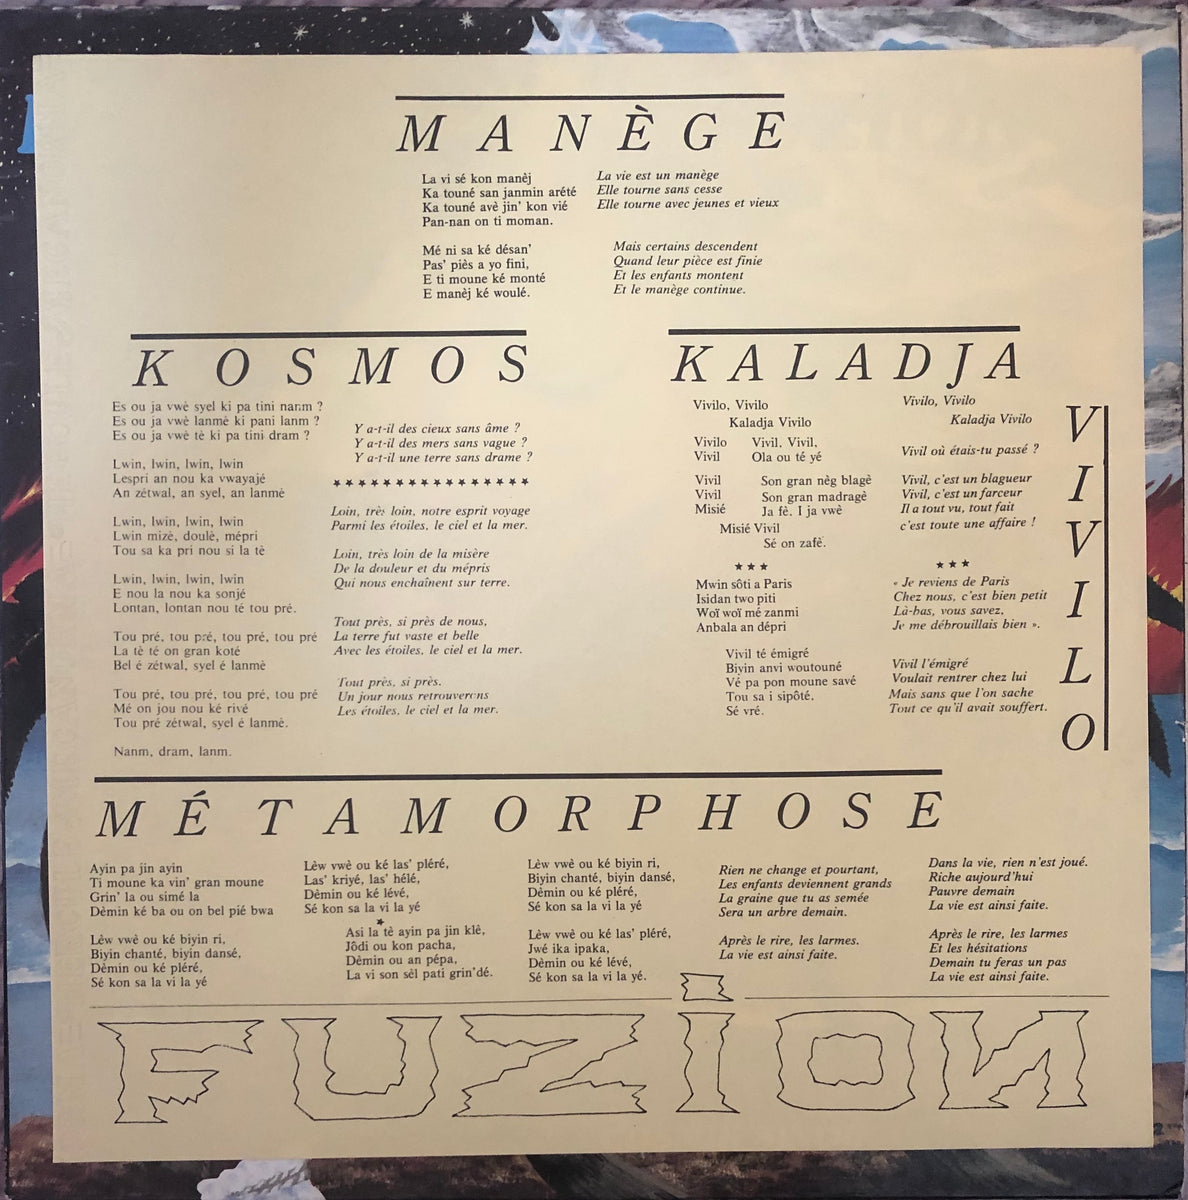 MANÈGE
La vi sé kon manèj
Ka touné san janmin arété
Ka touné avè jin' kon vié
Pan-nan on ti moman.
Mé ni sa ké désan'
Pas' piès a yo fini,
E ti moune ké monté
E manèj ké woulé.
La vie est un manège
Elle tourne sans cesse
Elle tourne avec jeunes et vieux
Mais certains descendent
Quand leur pièce est finie
Et les enfants montent
Et le manège continue.
KOSMOS
Es ou ja vwè syel ki pa tini nanm ?
Es ou ja vwè lanmè ki pani lanm ?
Es ou ja vwè tè ki pa tini dram ?
Lwin, lwin, lwin, lwin
Lespri an nou ka vwayajé
An zétwal, an syel, an lanmè
Lwin, lwin, lwin, lwin
Lwin mizè, doulè, mépri
Tou sa ka pri nou si la tè
Lwin, lwin, lwin, lwin
E nou la nou ka sonjé
Lontan, lontan nou té tou pré.
Tou pré, tou pré, tou pré, tou pré
La tè té on gran koté
Bel é zétwal, syel é lanmè
Tou pré, tou pré, tou pré, tou pré
Mé on jou nou ké rivé
Tou pré zétwal, syel é lanmè.
Nanm, dram, lanm.
Y a-t-il des cieux sans âme ?
Y a-t-il des mers sans vague ?
Y a-t-il une terre sans drame ?
★★★★★★★★★★★★★★★
Loin, très loin, notre esprit voyage
Parmi les étoiles, le ciel et la mer.
Loin, très loin de la misère
De la douleur et du mépris
Qui nous enchaînent sur terre.
Tout près, si près de nous,
La terre fut vaste et belle
Avec les étoiles, le ciel et la mer.
Tout près, si près.
Un jour nous retrouverons
Les étoiles, le ciel et la mer.
KALADJA
VIVILO
Vivilo, Vivilo
Kaladja Vivilo
Vivilo Vivil. Vivil,
Vivil Ola ou té yé
Vivil Son gran nèg blagè
Vivil Son gran madragè
Misié Ja fè. I ja vwè
Misié Vivil
Sé on zafè.
★★★
Mwin sôti a Paris
Isidan two piti
Woï woï mé zanmi
Anbala an dépri
Vivil té émigré
Biyin anvi woutouné
Vé pa pon moune savé
Tou sa i sipôté.
Sé vré.
Vivilo, Vivilo
Kaladja Vivilo
Vivil où étais-tu passé ?
Vivil, c'est un blagueur
Vivil, c'est un farceur
Il a tout vu, tout fait
c'est toute une affaire !
★★★
« Je reviens de Paris
Chez nous, c'est bien petit
Là-bas, vous savez,
Je me débrouillais bien ».
Vivil l'émigré
Voulait rentrer chez lui
Mais sans que l'on sache
Tout ce qu'il avait souffert.
MÉTAMORPHOSE
Ayin pa jin ayin
Ti moune ka vin' gran moune
Grin' la ou simé la
Dèmin ké ba ou on bel pié bwa
Lèw vwè ou ké biyin ri,
Biyin chanté, biyin dansé,
Dèmin ou ké pléré,
Sé kon sa la vi la yé
Lèw vwè ou ké las' pléré,
Las' kriyé, las' hélé,
Dèmin ou ké lévé,
Sé kon sa la vi la yé
★
Asi la tè ayin pa jin klè,
Jôdi ou kon pacha,
Dèmin ou an pépa,
La vi son sèl pati grin'dé.
Lèw vwè ou ké biyin ri,
Biyin chanté, biyin dansé,
Dèmin ou ké pléré,
Sé kon sa la vi la yé
Lèw vwè ou ké las' pléré,
Jwé ika ipaka,
Dèmin ou ké lévé,
Sé kon sa la vi la yé.
Rien ne change et pourtant,
Les enfants deviennent grands
La graine que tu as semée
Sera un arbre demain.
Après le rire, les larmes.
La vie est ainsi faite.
Dans la vie, rien n'est joué.
Riche aujourd'hui
Pauvre demain
La vie est ainsi faite.
Après le rire, les larmes
Et les hésitations
Demain tu feras un pas
La vie est ainsi faite.
FUZION